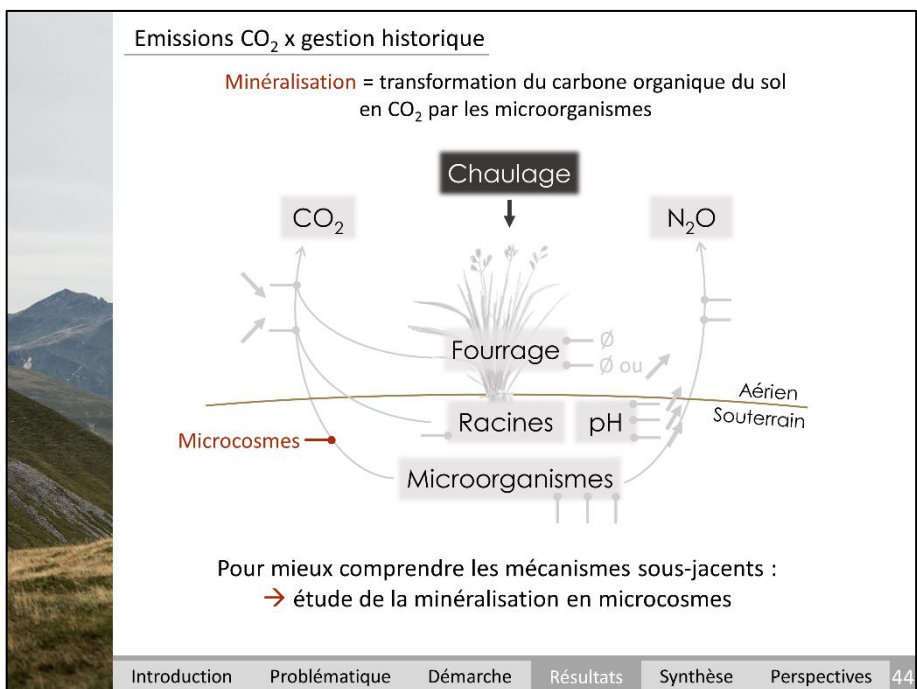 Emissions CO₂ x gestion historique
Minéralisation = transformation du carbone organique du sol
en CO₂ par les microorganismes
Chaulage
CO₂
N₂O
Fourrage
Ø
Ø ou
Aérien
Souterrain
Racines
pH
Microcosmes
Microorganismes
Pour mieux comprendre les mécanismes sous-jacents :
→ étude de la minéralisation en microcosmes
Introduction Problématique Démarche Résultats Synthèse Perspectives 44